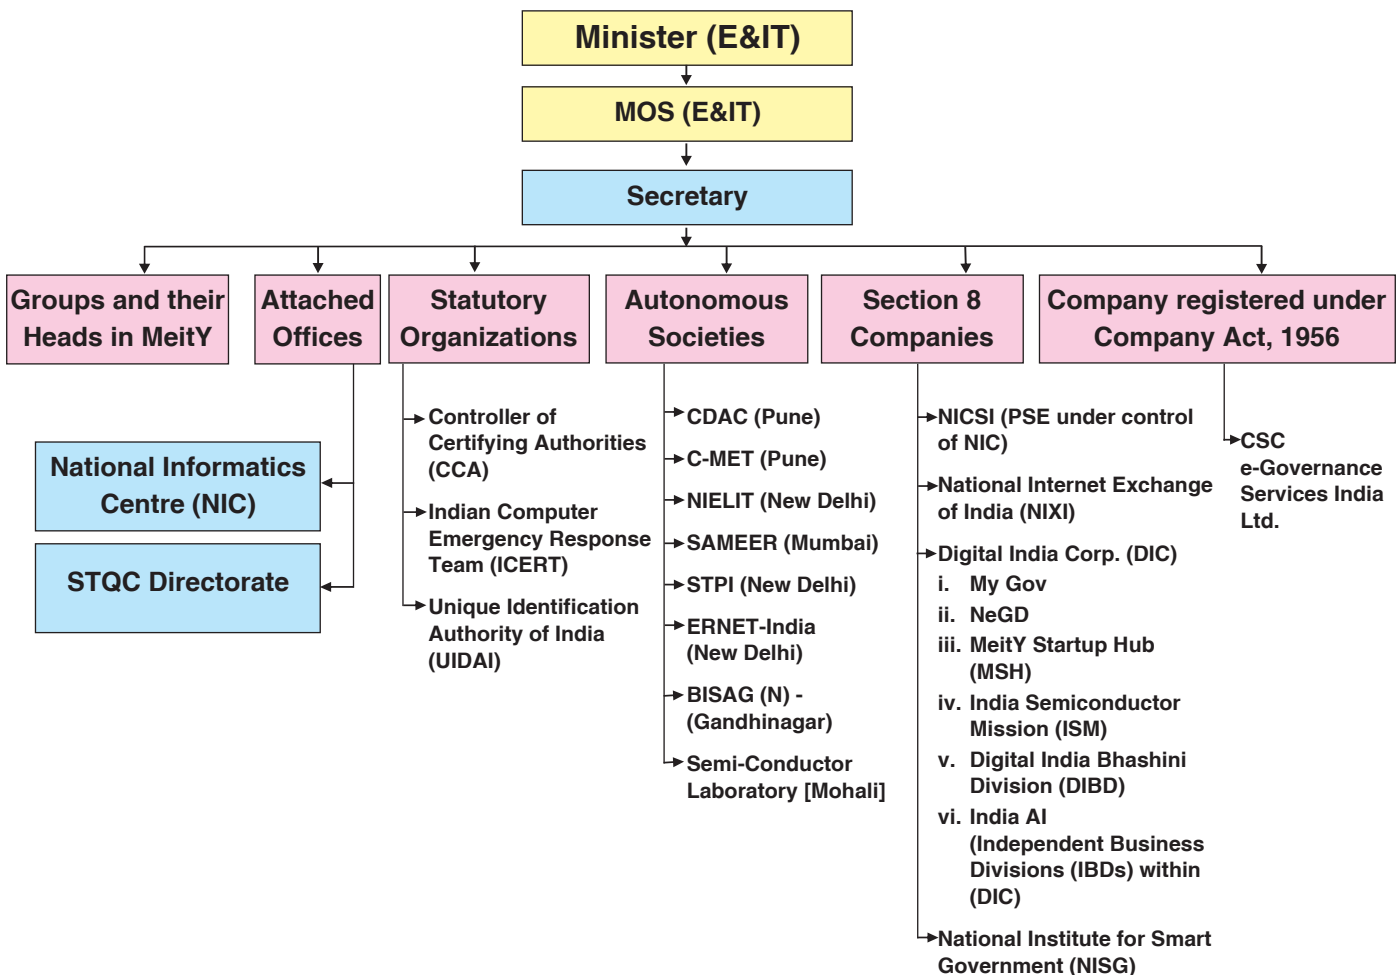 Minister (E&IT)
MOS (E&IT)
Secretary
Groups and their
Heads in MeitY
Attached
Offices
Statutory
Organizations
Autonomous
Societies
Section 8
Companies
Company registered under
Company Act, 1956
National Informatics
Centre (NIC)
STQC Directorate
Controller of
Certifying Authorities
(CCA)
Indian Computer
Emergency Response
Team (ICERT)
Unique Identification
Authority of India
(UIDAI)
CDAC (Pune)
C-MET (Pune)
NIELIT (New Delhi)
SAMEER (Mumbai)
STPI (New Delhi)
ERNET-India
(New Delhi)
BISAG (N) -
(Gandhinagar)
Semi-Conductor
Laboratory [Mohali]
NICSI (PSE under control
of NIC)
National Internet Exchange
of India (NIXI)
Digital India Corp. (DIC)
i. My Gov
ii. NeGD
iii. MeitY Startup Hub
(MSH)
iv. India Semiconductor
Mission (ISM)
v. Digital India Bhashini
Division (DIBD)
vi. India AI
(Independent Business
Divisions (IBDs) within
(DIC)
National Institute for Smart
Government (NISG)
CSC
e-Governance
Services India
Ltd.